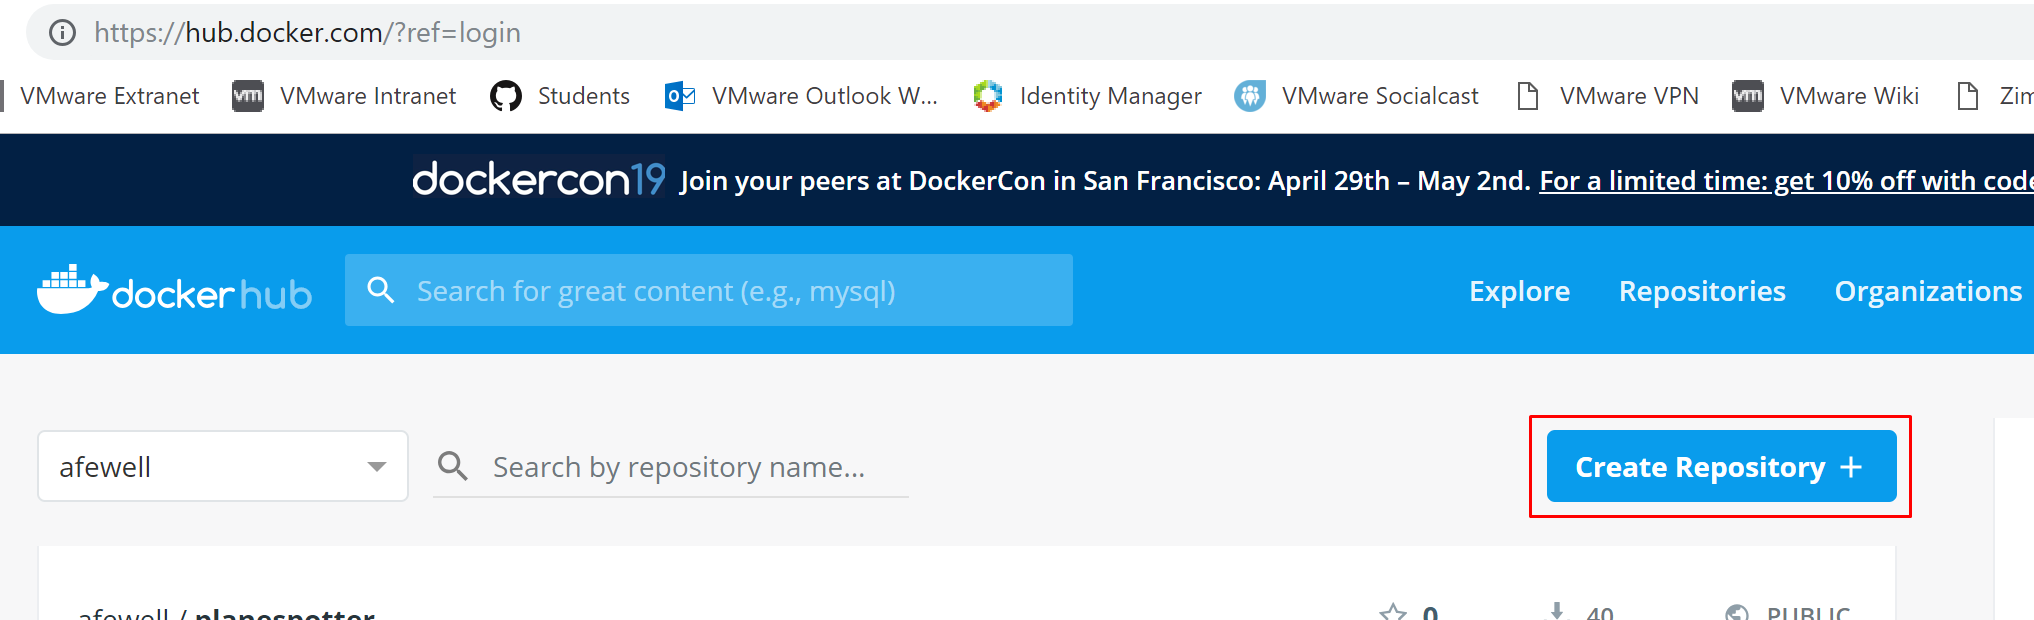 https://hub.docker.com/?ref=login
VMware Extranet vm VMware Intranet Students VMware Outlook W... Identity Manager VMware Socialcast VMware VPN vm VMware Wiki
dockercon19 Join your peers at DockerCon in San Francisco: April 29th – May 2nd. For a limited time: get 10% off with code
docker hub Search for great content (e.g., mysql) Explore Repositories Organizations
afewell Search by repository name... Create Repository +
afewell / planespotter 0 40 PUBLIC